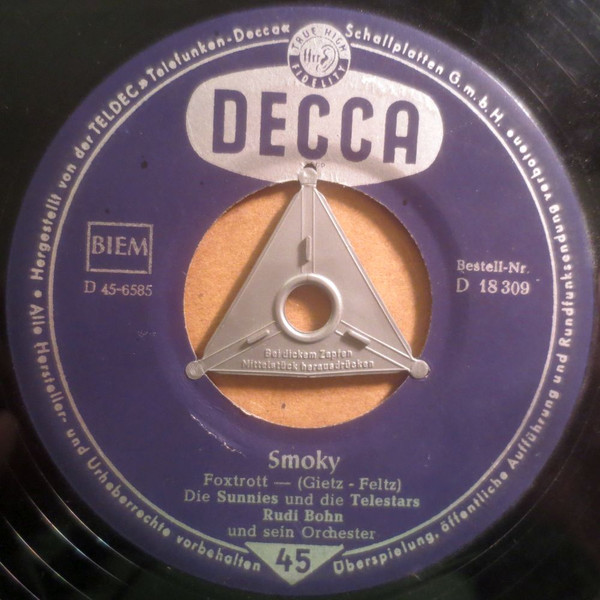 Hergestellt von der TELDEC »Telefunken-Decca« Schallplatten G.m.b.H.
TRUE HIGH FIDELITY
ffrr
DECCA
BIEM
D 45-6585
Bestell-Nr.
D 18 309
Bei dickem Zapfen
Mittelstück herausdrücken
Smoky
Foxtrott — (Gietz - Feltz)
Die Sunnies und die Telestars
Rudi Bohn
und sein Orchester
45
Alle Hersteller- und Urheberrechte vorbehalten
Überspielung, öffentliche Aufführung und Rundfunksendung verboten